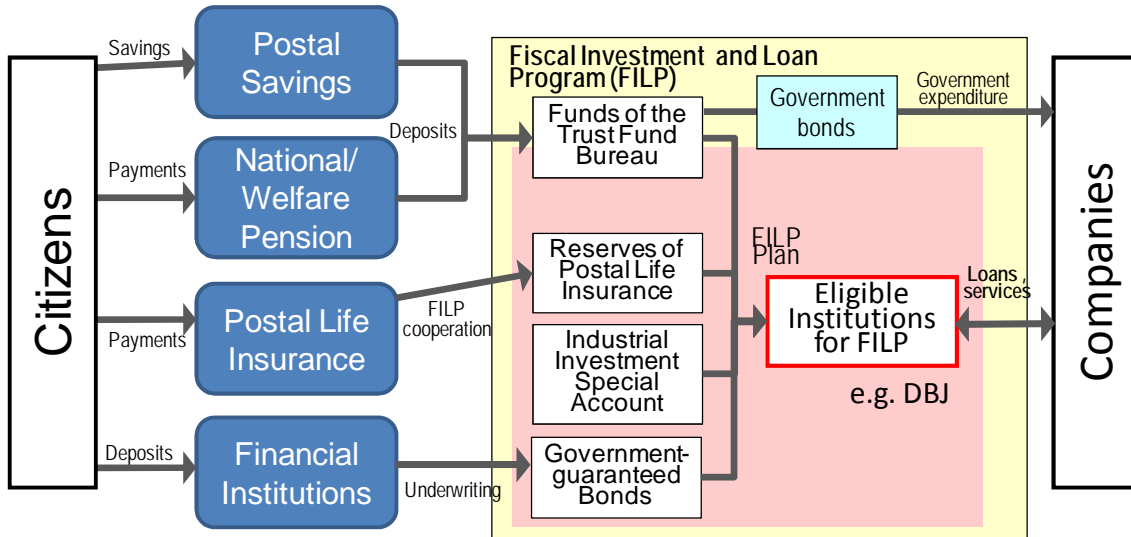 Citizens
Savings
Payments
Payments
Deposits
Postal
Savings
National/
Welfare
Pension
Postal Life
Insurance
Financial
Institutions
Deposits
FILP
cooperation
Underwriting
Fiscal Investment and Loan
Program (FILP)
Funds of the
Trust Fund
Bureau
Government
bonds
Government
expenditure
Reserves of
Postal Life
Insurance
Industrial
Investment
Special
Account
Government-
guaranteed
Bonds
FILP
Plan
Eligible
Institutions
for FILP
e.g. DBJ
Loans ,
services
Companies